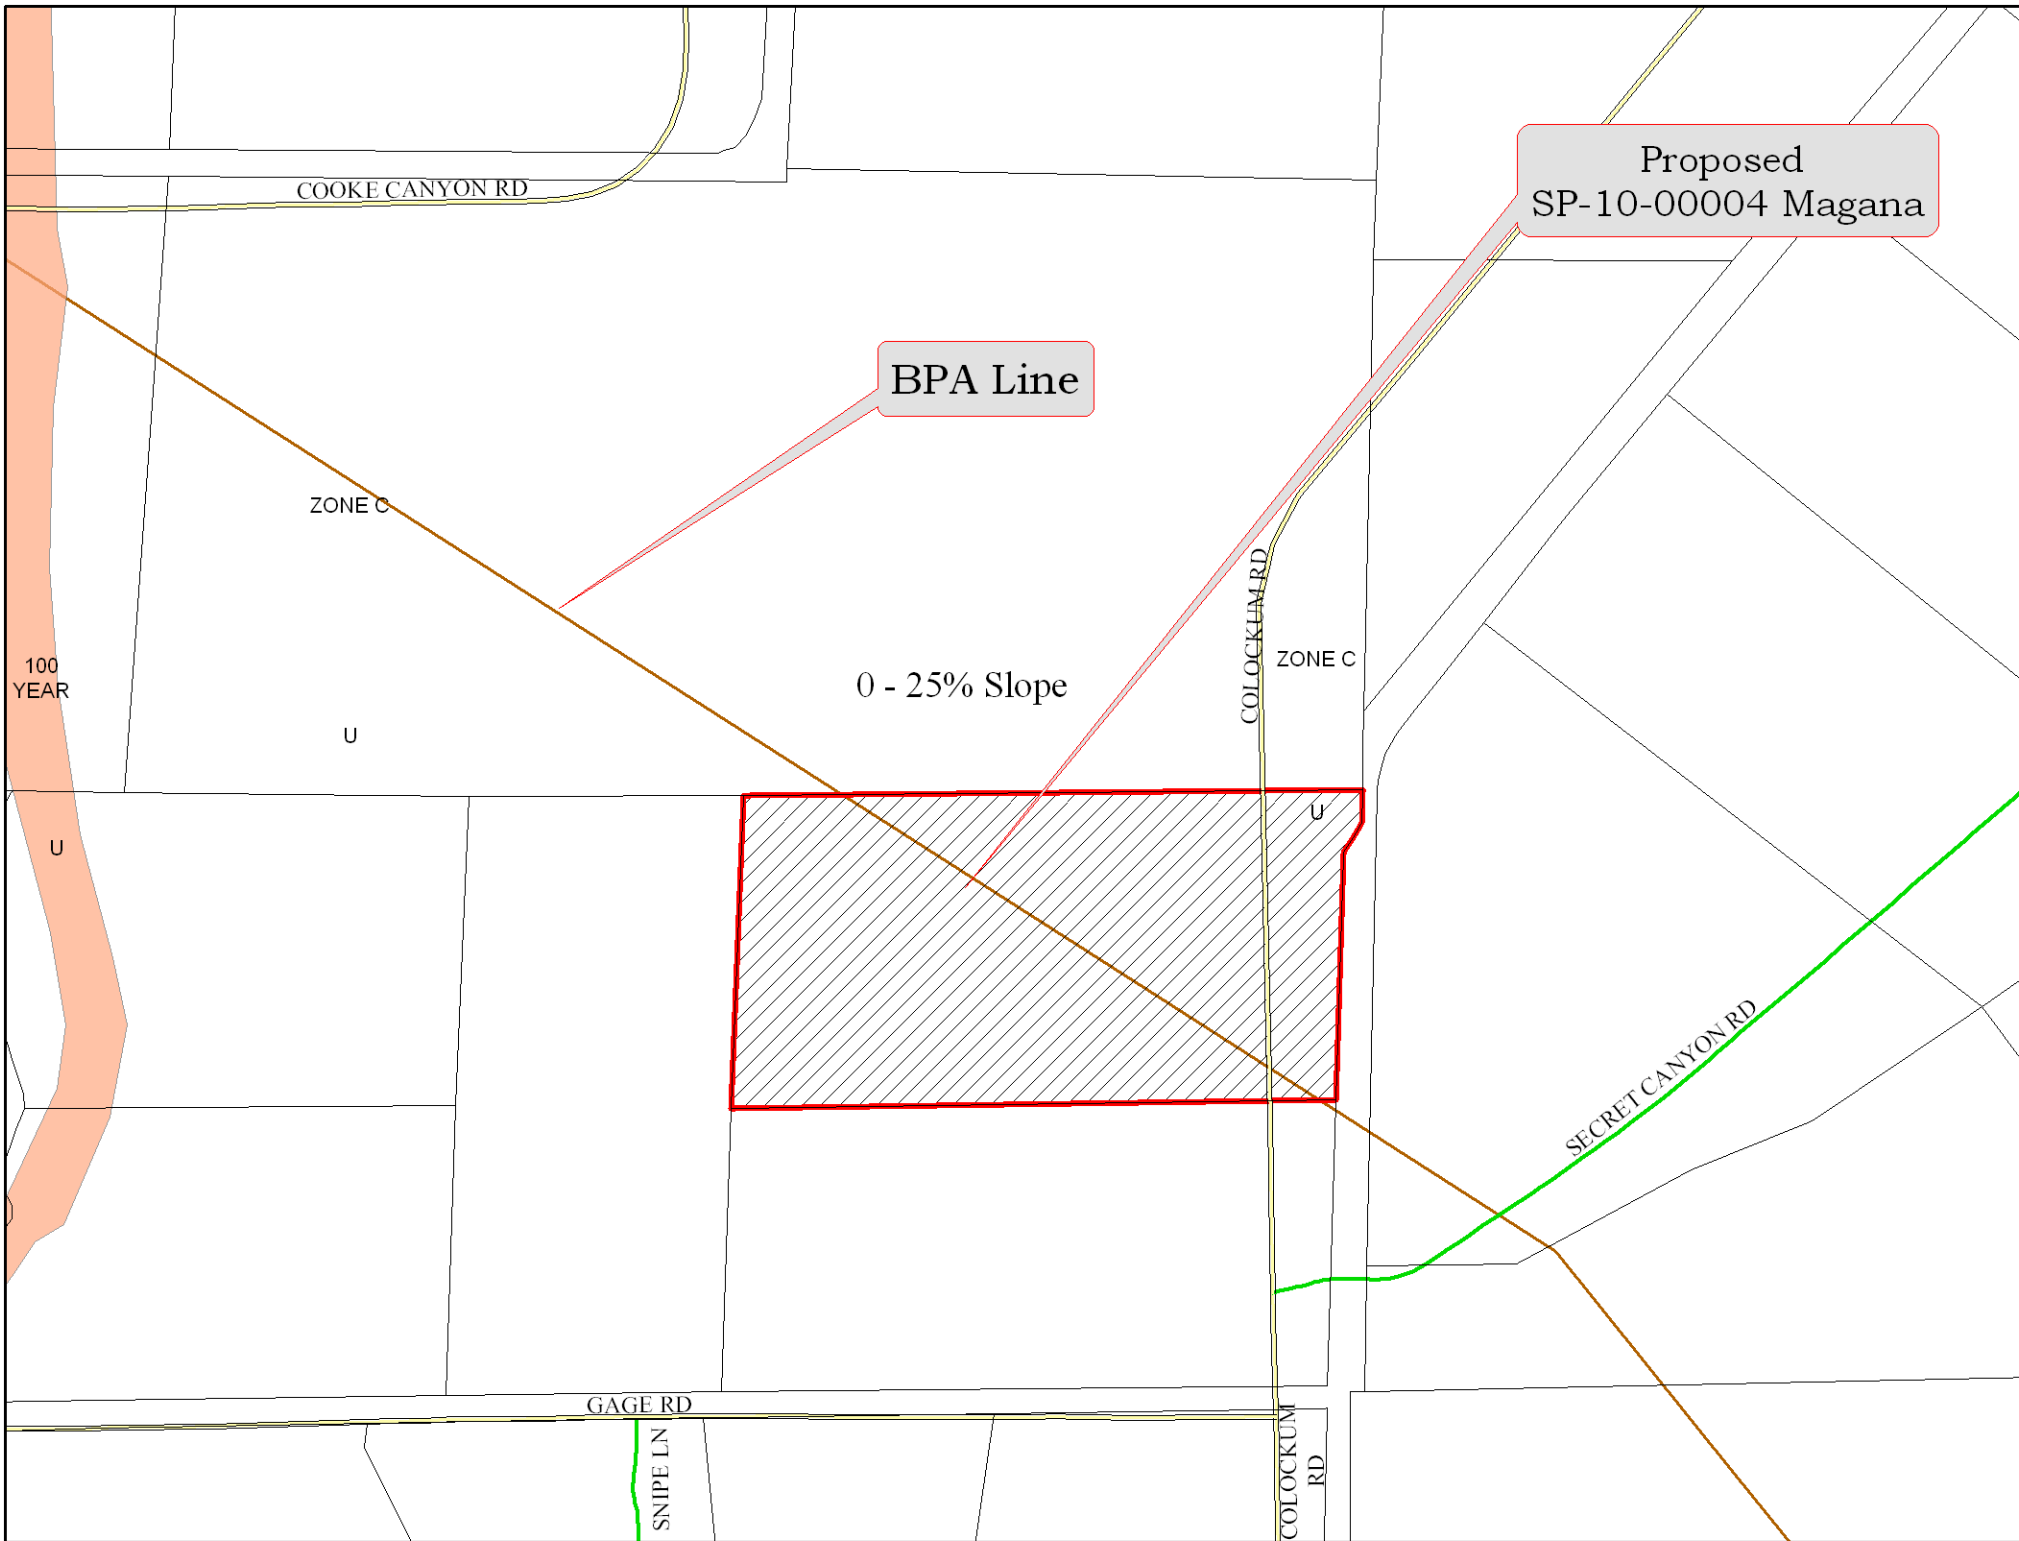 Proposed
SP-10-00004 Magana
COOKE CANYON RD
BPA Line
ZONE C
COLOCKUM RD
ZONE C
100
YEAR
0 - 25% Slope
U
U
U
SECRET CANYON RD
GAGE RD
SNIPE LN
COLOCKUM
RD